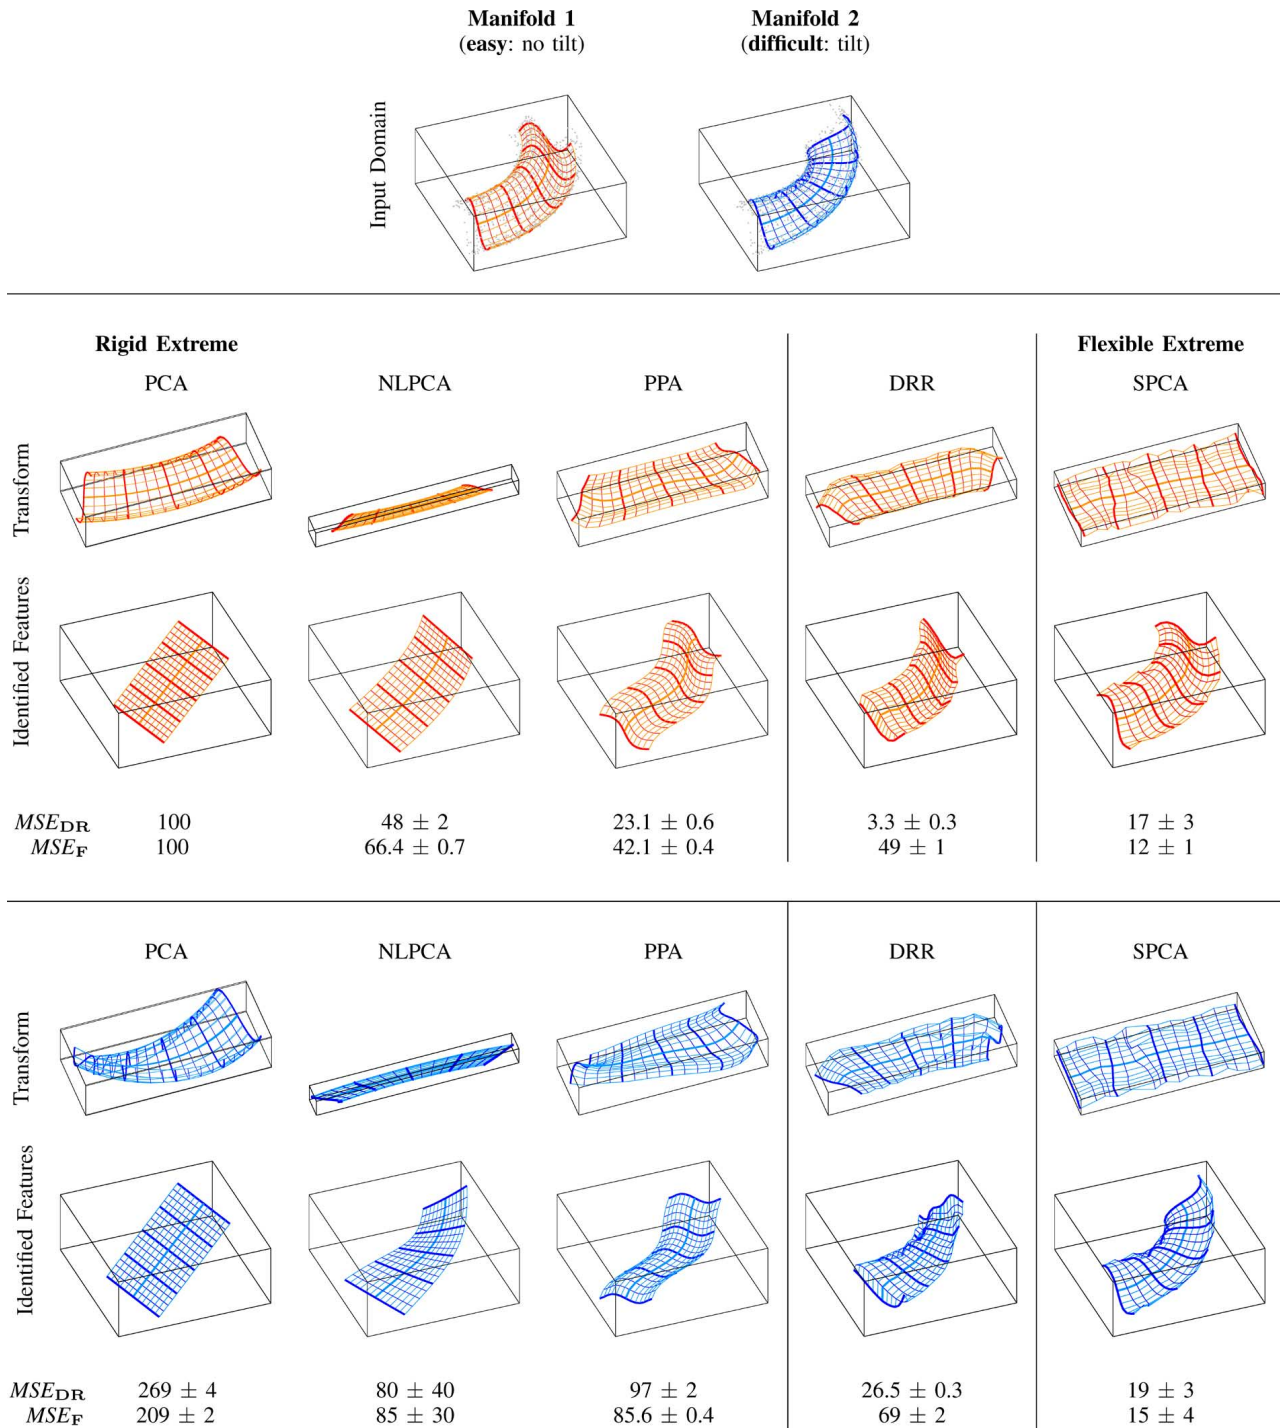 Manifold 1 Manifold 2
(easy: no tilt) (difficult: tilt)
Input Domain
Rigid Extreme Flexible Extreme
PCA NLPCA PPA DRR SPCA
Transform
Identified Features
MSE_DR 100 48 ± 2 23.1 ± 0.6 3.3 ± 0.3 17 ± 3
MSE_F 100 66.4 ± 0.7 42.1 ± 0.4 49 ± 1 12 ± 1
PCA NLPCA PPA DRR SPCA
Transform
Identified Features
MSE_DR 269 ± 4 80 ± 40 97 ± 2 26.5 ± 0.3 19 ± 3
MSE_F 209 ± 2 85 ± 30 85.6 ± 0.4 69 ± 2 15 ± 4